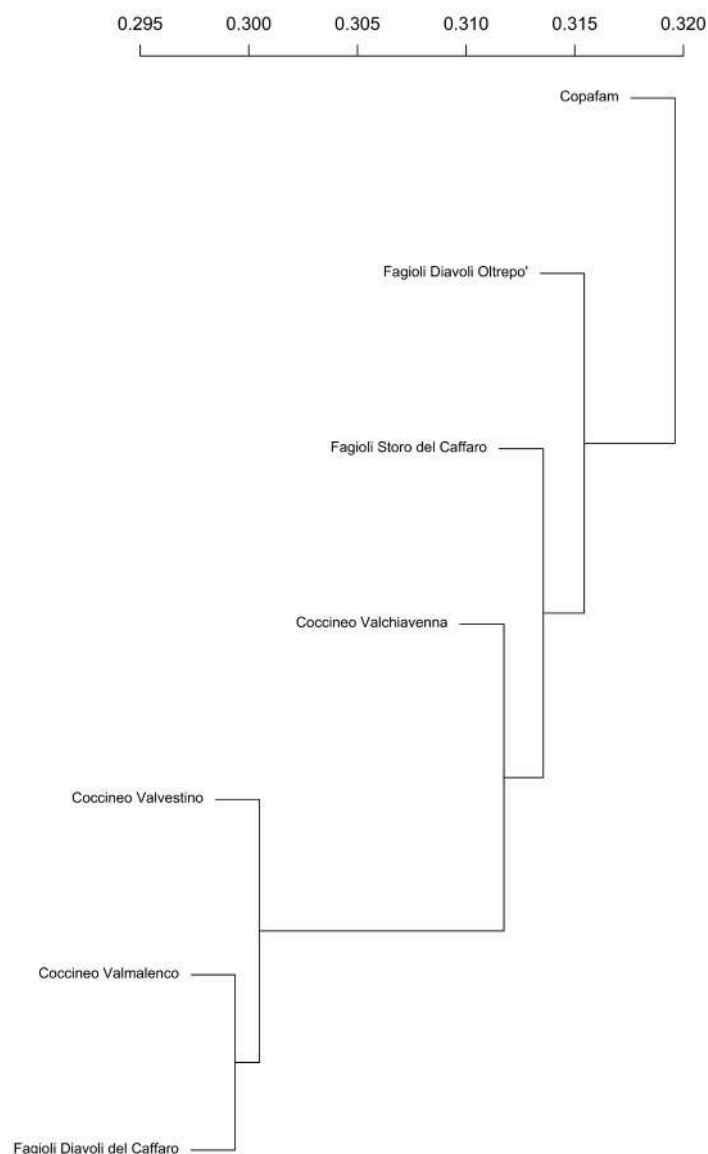 0.295 0.300 0.305 0.310 0.315 0.320
Copafam
Fagioli Diavoli Oltrepo'
Fagioli Storo del Caffaro
Coccineo Valchiavenna
Coccineo Valvestino
Coccineo Valmalenco
Fagioli Diavoli del Caffaro